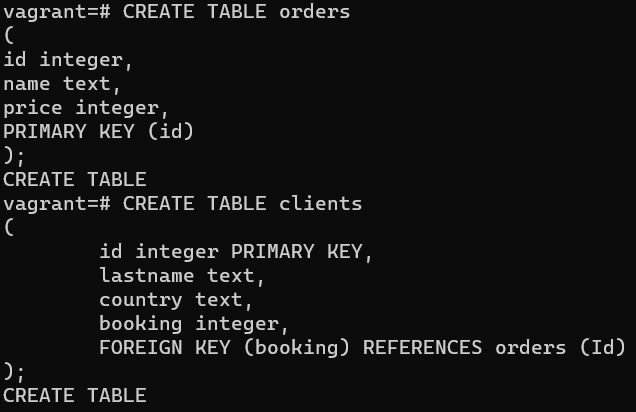 vagrant=# CREATE TABLE orders
(
id integer,
name text,
price integer,
PRIMARY KEY (id)
);
CREATE TABLE
vagrant=# CREATE TABLE clients
(
        id integer PRIMARY KEY,
        lastname text,
        country text,
        booking integer,
        FOREIGN KEY (booking) REFERENCES orders (Id)
);
CREATE TABLE